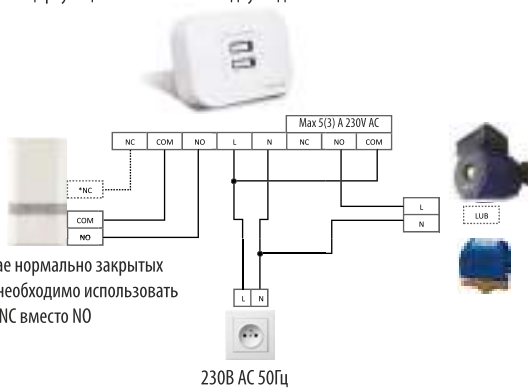 Max 5(3) A 230V AC
NC COM NO L N NC NO COM
*NC
COM
NO
L
N
LUB
ае нормально закрытых
необходимо использовать
NC вместо NO
L N
230В AC 50Гц